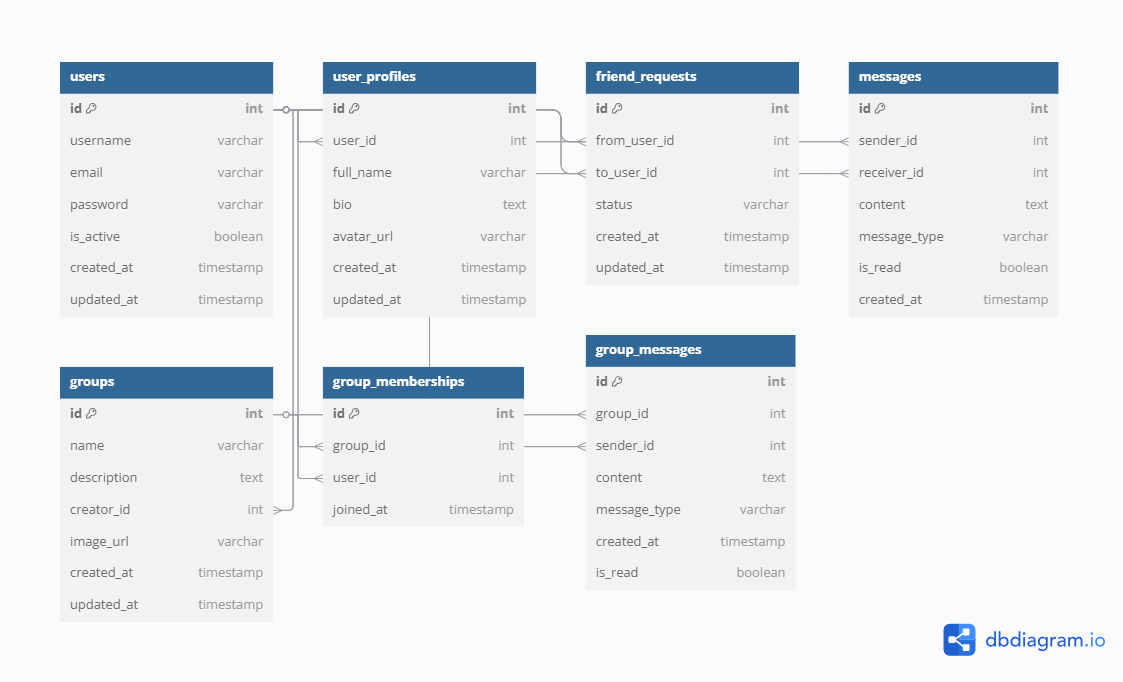 users
id int
username varchar
email varchar
password varchar
is_active boolean
created_at timestamp
updated_at timestamp
user_profiles
id int
user_id int
full_name varchar
bio text
avatar_url varchar
created_at timestamp
updated_at timestamp
friend_requests
id int
from_user_id int
to_user_id int
status varchar
created_at timestamp
updated_at timestamp
messages
id int
sender_id int
receiver_id int
content text
message_type varchar
is_read boolean
created_at timestamp
groups
id int
name varchar
description text
creator_id int
image_url varchar
created_at timestamp
updated_at timestamp
group_memberships
id int
group_id int
user_id int
joined_at timestamp
group_messages
id int
group_id int
sender_id int
content text
message_type varchar
created_at timestamp
is_read boolean
dbdiagram.io